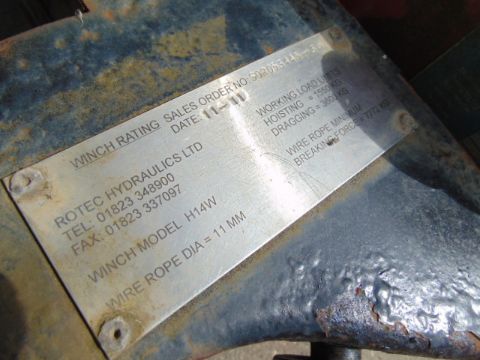 WINCH RATING SALES ORDER NO:
DATE: 11-11
ROTEC HYDRAULICS LTD
TEL: 01823 348900
FAX: 01823 337097
WINCH MODEL H14W
WIRE ROPE DIA = 11 MM
WORKING LOAD LIMITS
HOISTING =
DRAGGING =
WIRE ROPE MINIMUM
BREAKING FORCE =